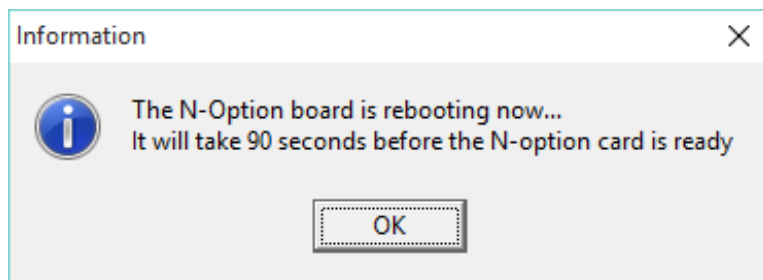 Information
The N-Option board is rebooting now...
It will take 90 seconds before the N-option card is ready
OK